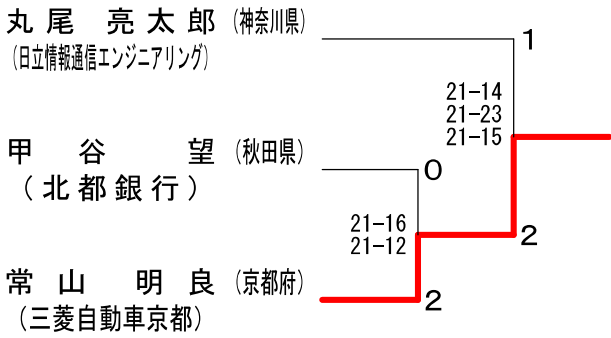 丸尾 亮太郎 (神奈川県)
(日立情報通信エンジニアリング)
1
21-14
21-23
21-15
甲谷 望 (秋田県)
(北都銀行)
0
21-16
21-12
2
常山 明良 (京都府)
(三菱自動車京都)
2